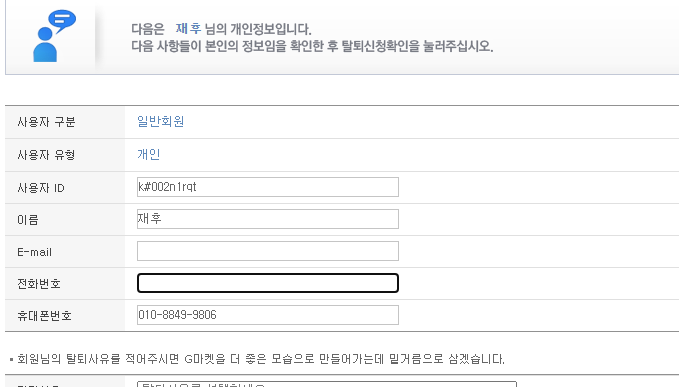 다음은 재후 님의 개인정보입니다.
다음 사항들이 본인의 정보임을 확인한 후 탈퇴신청확인을 눌러주십시오.
사용자 구분 일반회원
사용자 유형 개인
사용자 ID k#002n1rqt
이름 재후
E-mail
전화번호
휴대폰번호 010-8849-9806
▪ 회원님의 탈퇴사유를 적어주시면 G마켓을 더 좋은 모습으로 만들어가는데 밑거름으로 삼겠습니다.